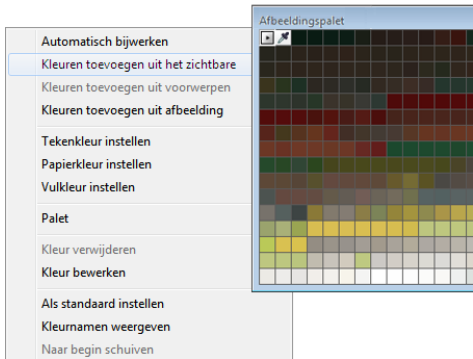 Afbeeldingspalet
Automatisch bijwerken
Kleuren toevoegen uit het zichtbare
Kleuren toevoegen uit voorwerpen
Kleuren toevoegen uit afbeelding
Tekenkleur instellen
Papierkleur instellen
Vulkleur instellen
Palet
Kleur verwijderen
Kleur bewerken
Als standaard instellen
Kleurnamen weergeven
Naar begin schuiven